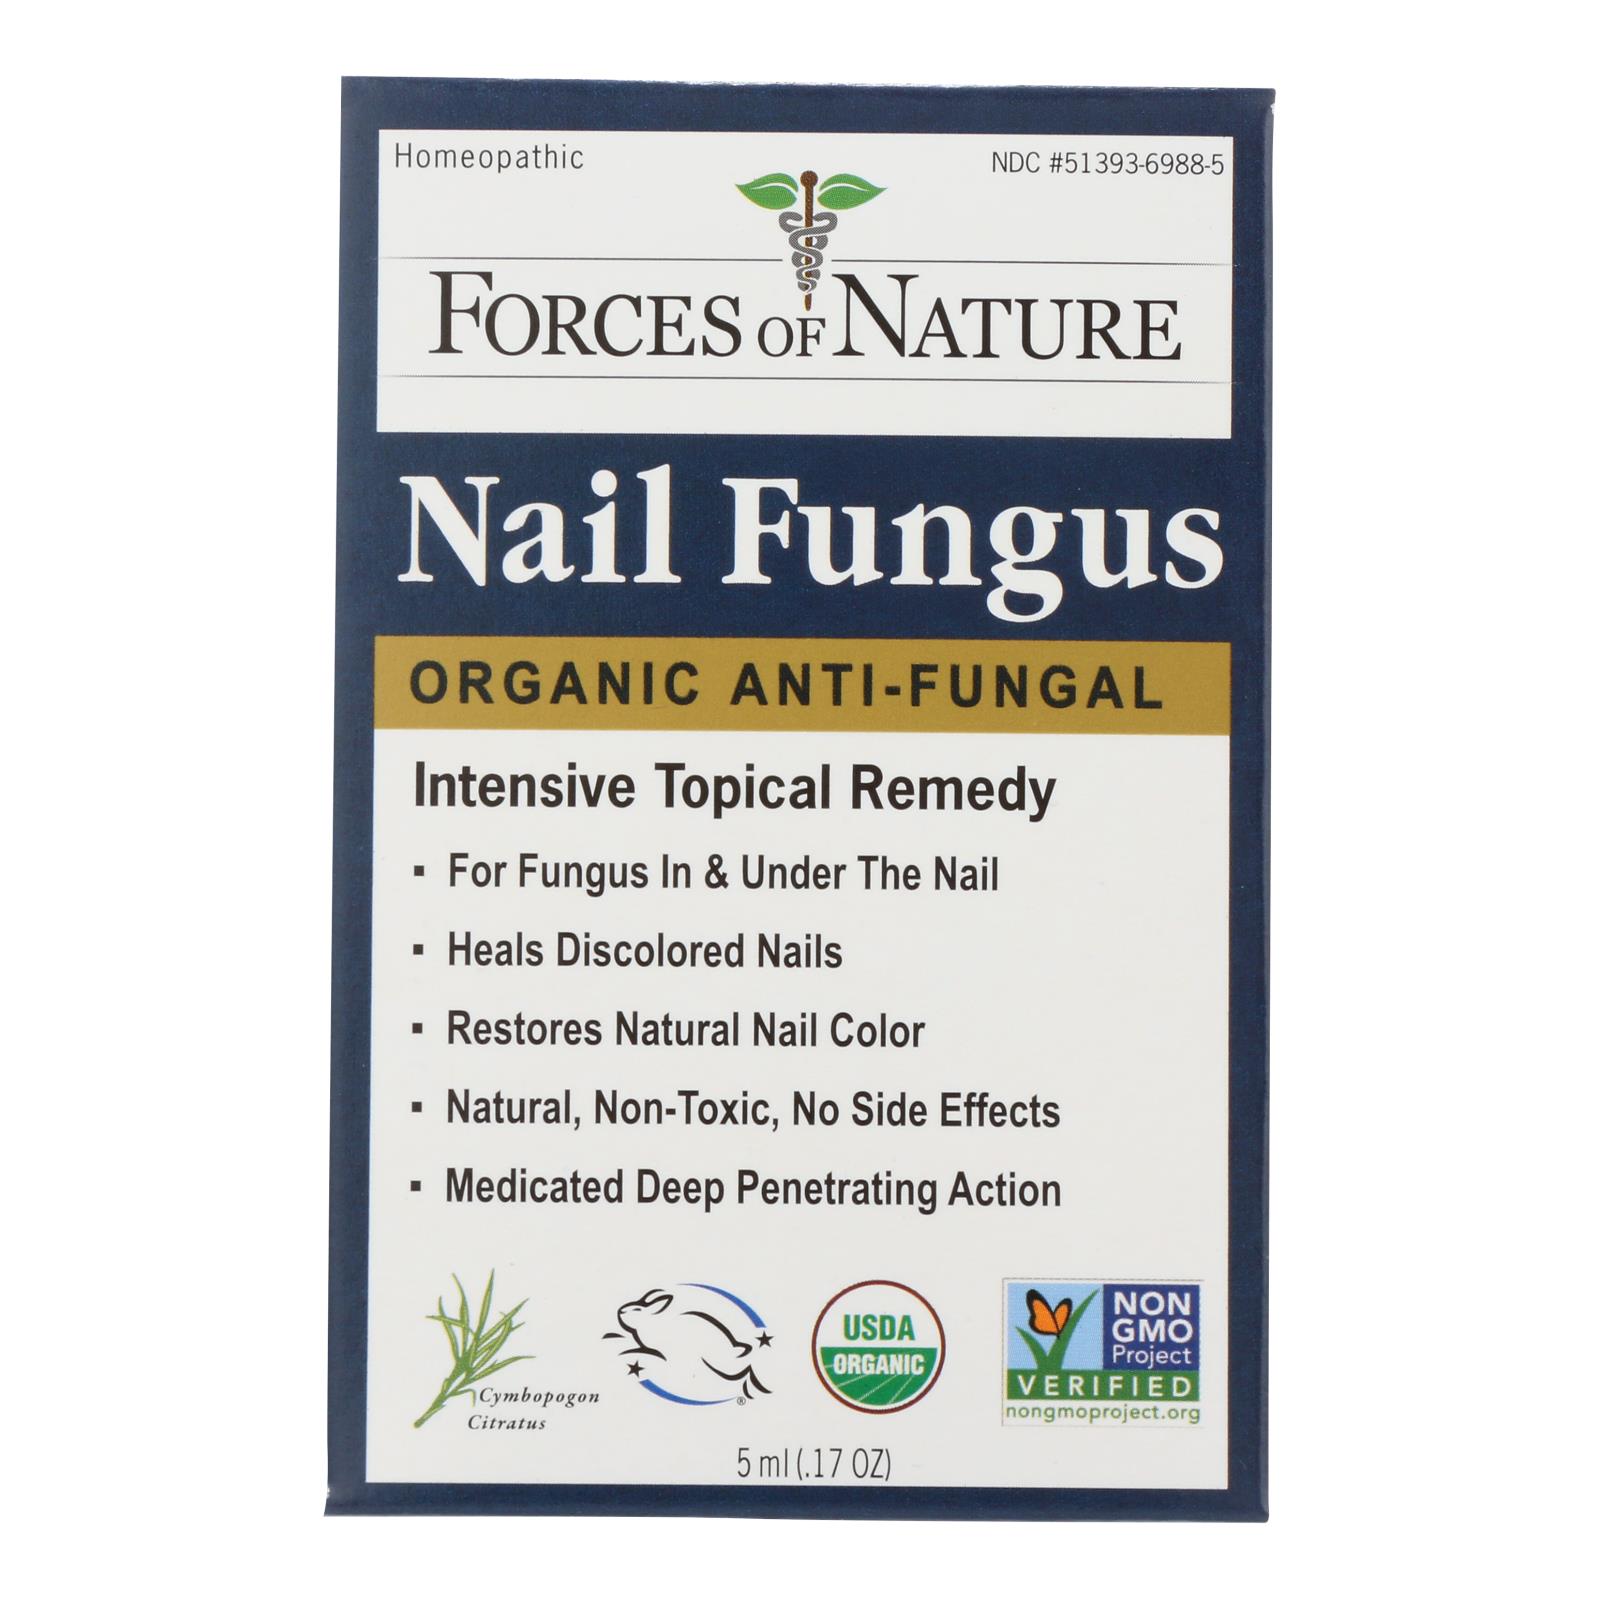 Homeopathic
NDC #51393-6988-5
FORCES OF NATURE
Nail Fungus
ORGANIC ANTI-FUNGAL
Intensive Topical Remedy
▪ For Fungus In & Under The Nail
▪ Heals Discolored Nails
▪ Restores Natural Nail Color
▪ Natural, Non-Toxic, No Side Effects
▪ Medicated Deep Penetrating Action
Cymbopogon
Citratus
®
USDA
ORGANIC
NON
GMO
Project
VERIFIED
nongmoproject.org
5 ml (.17 OZ)